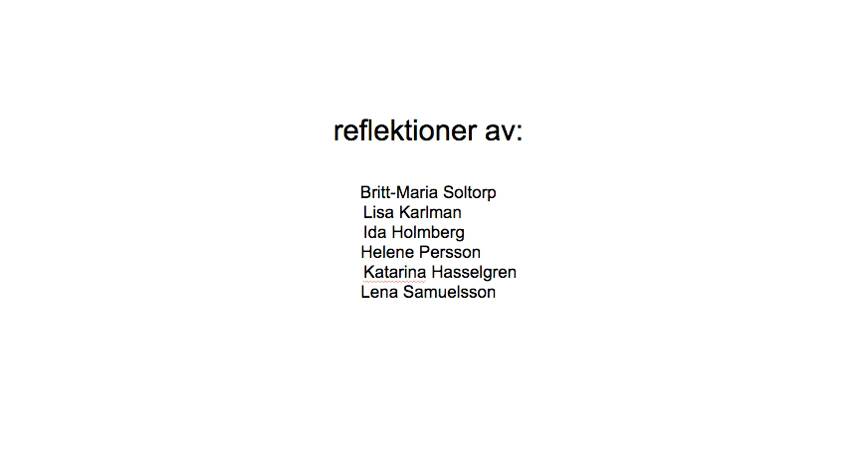 reflektioner av:
Britt-Maria Soltorp
Lisa Karlman
Ida Holmberg
Helene Persson
Katarina Hasselgren
Lena Samuelsson